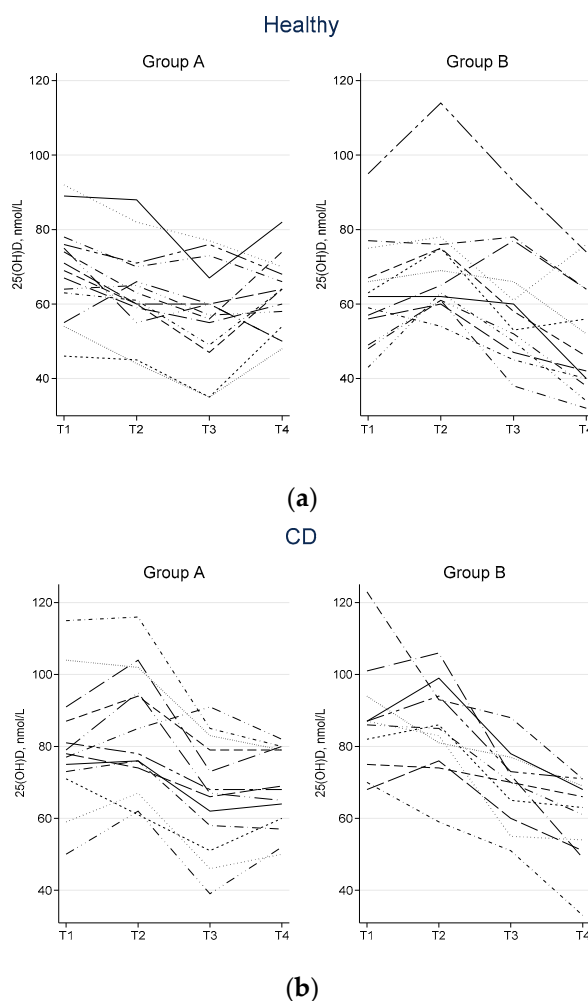 Healthy
Group A
Group B
120
100
80
60
40
25(OH)D, nmol/L
T1 T2 T3 T4
120
100
80
60
40
25(OH)D, nmol/L
T1 T2 T3 T4
(a)
CD
Group A
Group B
120
100
80
60
40
25(OH)D, nmol/L
T1 T2 T3 T4
120
100
80
60
40
25(OH)D, nmol/L
T1 T2 T3 T4
(b)